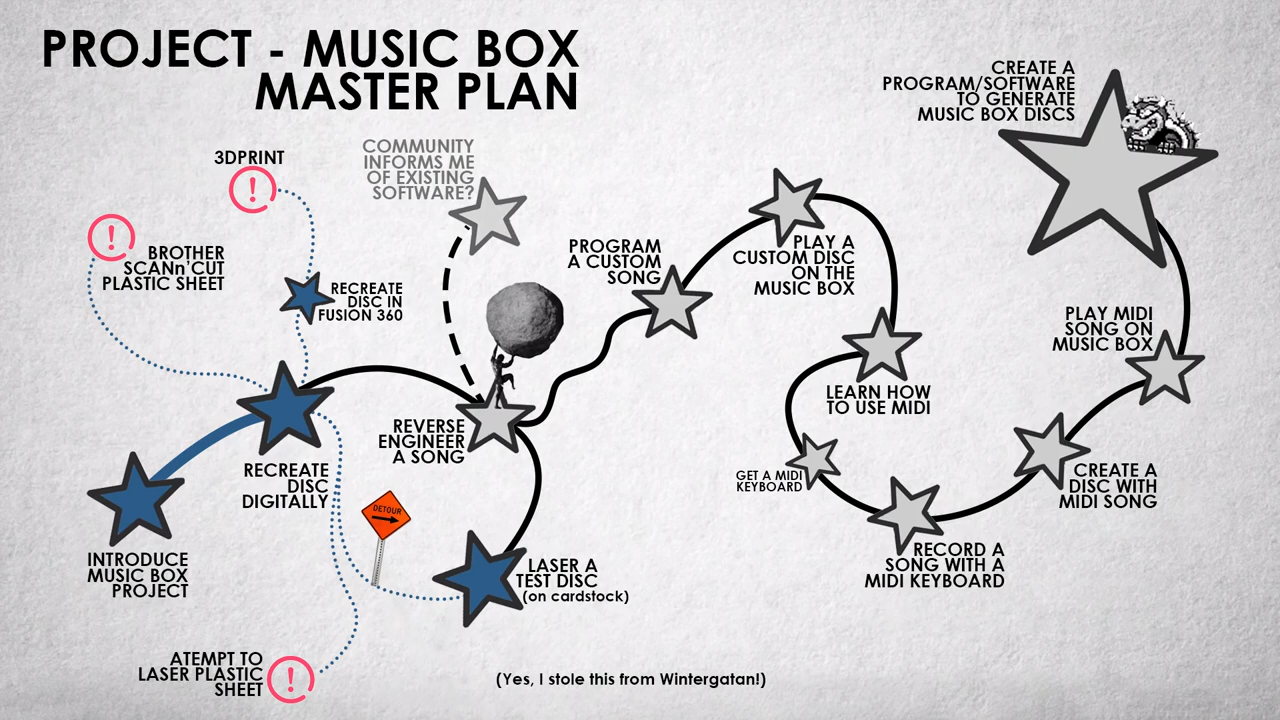 PROJECT - MUSIC BOX
MASTER PLAN
CREATE A
PROGRAM/SOFTWARE
TO GENERATE
MUSIC BOX DISCS
COMMUNITY
INFORMS ME
OF EXISTING
SOFTWARE?
3DPRINT
BROTHER
SCANn'CUT
PLASTIC SHEET
RECREATE
DISC IN
FUSION 360
PROGRAM
A CUSTOM
SONG
PLAY A
CUSTOM DISC
ON THE
MUSIC BOX
PLAY MIDI
SONG ON
MUSIC BOX
LEARN HOW
TO USE MIDI
REVERSE
ENGINEER
A SONG
RECREATE
DISC
DIGITALLY
GET A MIDI
KEYBOARD
CREATE A
DISC WITH
MIDI SONG
DETOUR
INTRODUCE
MUSIC BOX
PROJECT
LASER A
TEST DISC
(on cardstock)
RECORD A
SONG WITH A
MIDI KEYBOARD
ATEMPT TO
LASER PLASTIC
SHEET
(Yes, I stole this from Wintergatan!)